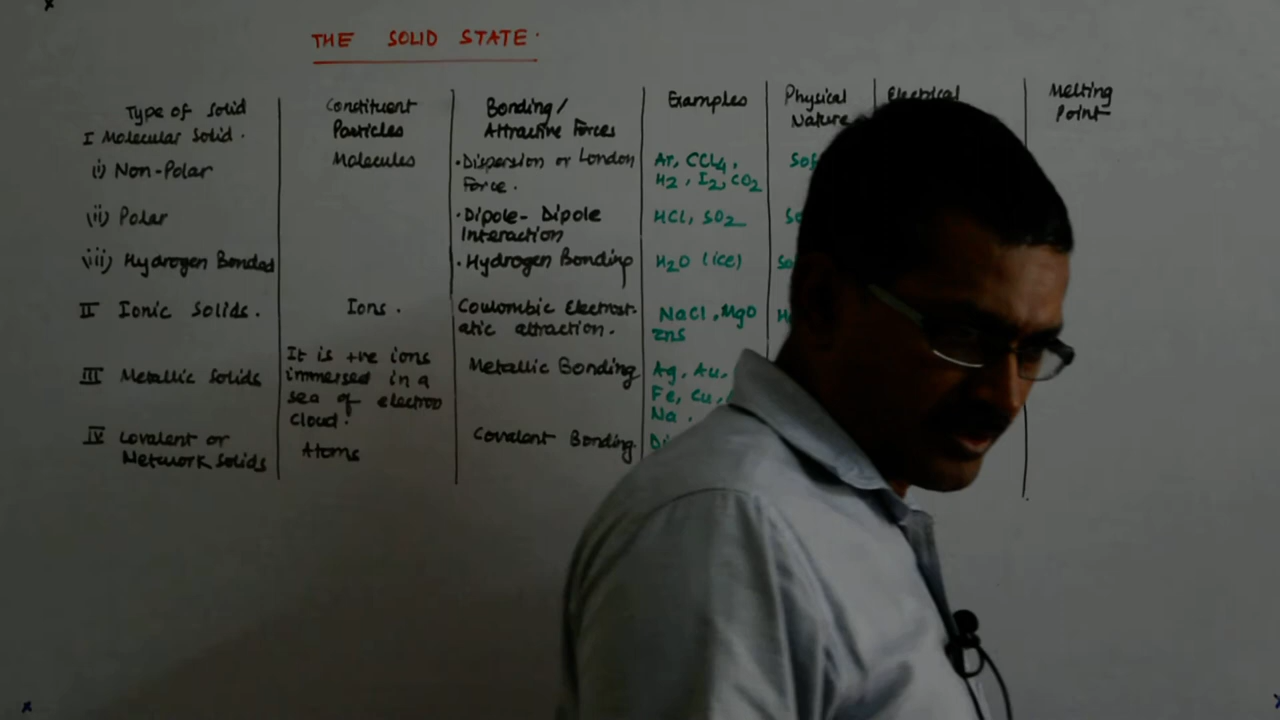 THE SOLID STATE.
Type of Solid
Constituent
Particles
Bonding/
Attractive Forces
Examples
Physical
Nature
Electrical
Melting
Point
I Molecular Solid.
(i) Non-Polar
Molecules
. Dispersion or London
Force.
Ar, CCl4,
H2, I2, CO2
(ii) Polar
. Dipole- Dipole
Interaction
HCl, SO2
(iii) Hydrogen Bonded
. Hydrogen Bonding
H2O (ice)
II Ionic Solids.
Ions.
Coulombic Electrost-
atic attraction.
NaCl, MgO
ZnS
III Metallic Solids
It is +ve ions
immersed in a
sea of electron
cloud.
Metallic Bonding
Ag, Au,
Fe, Cu,
Na.
IV Covalent or
Network Solids
Atoms
Covalent Bonding.